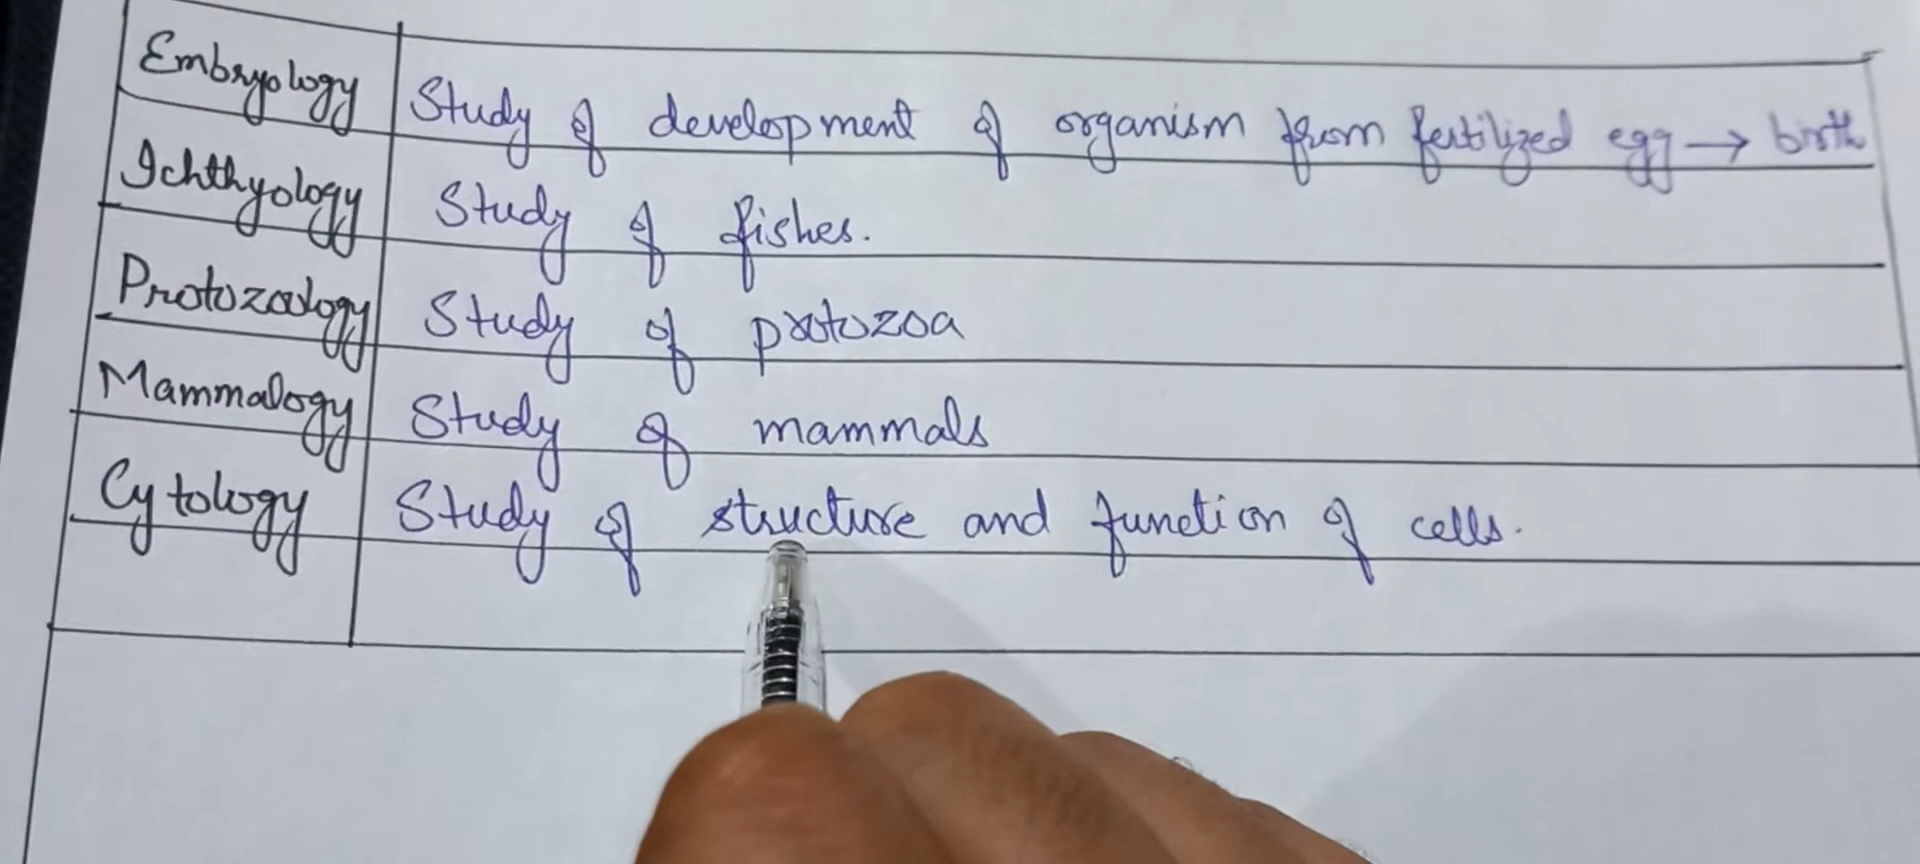 Embryology Study of development of organism from fertilized egg → birth
Ichthyology Study of fishes.
Protozoology Study of protozoa
Mammalogy Study of mammals
Cytology Study of structure and function of cells.